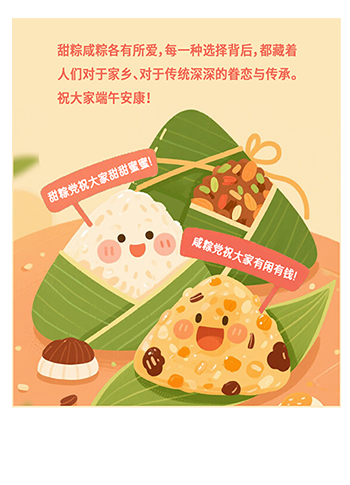 甜粽咸粽各有所爱，每一种选择背后，都藏着
人们对于家乡、对于传统深深的眷恋与传承。
祝大家端午安康！
甜粽党祝大家甜甜蜜蜜！
咸粽党祝大家有闲有钱！